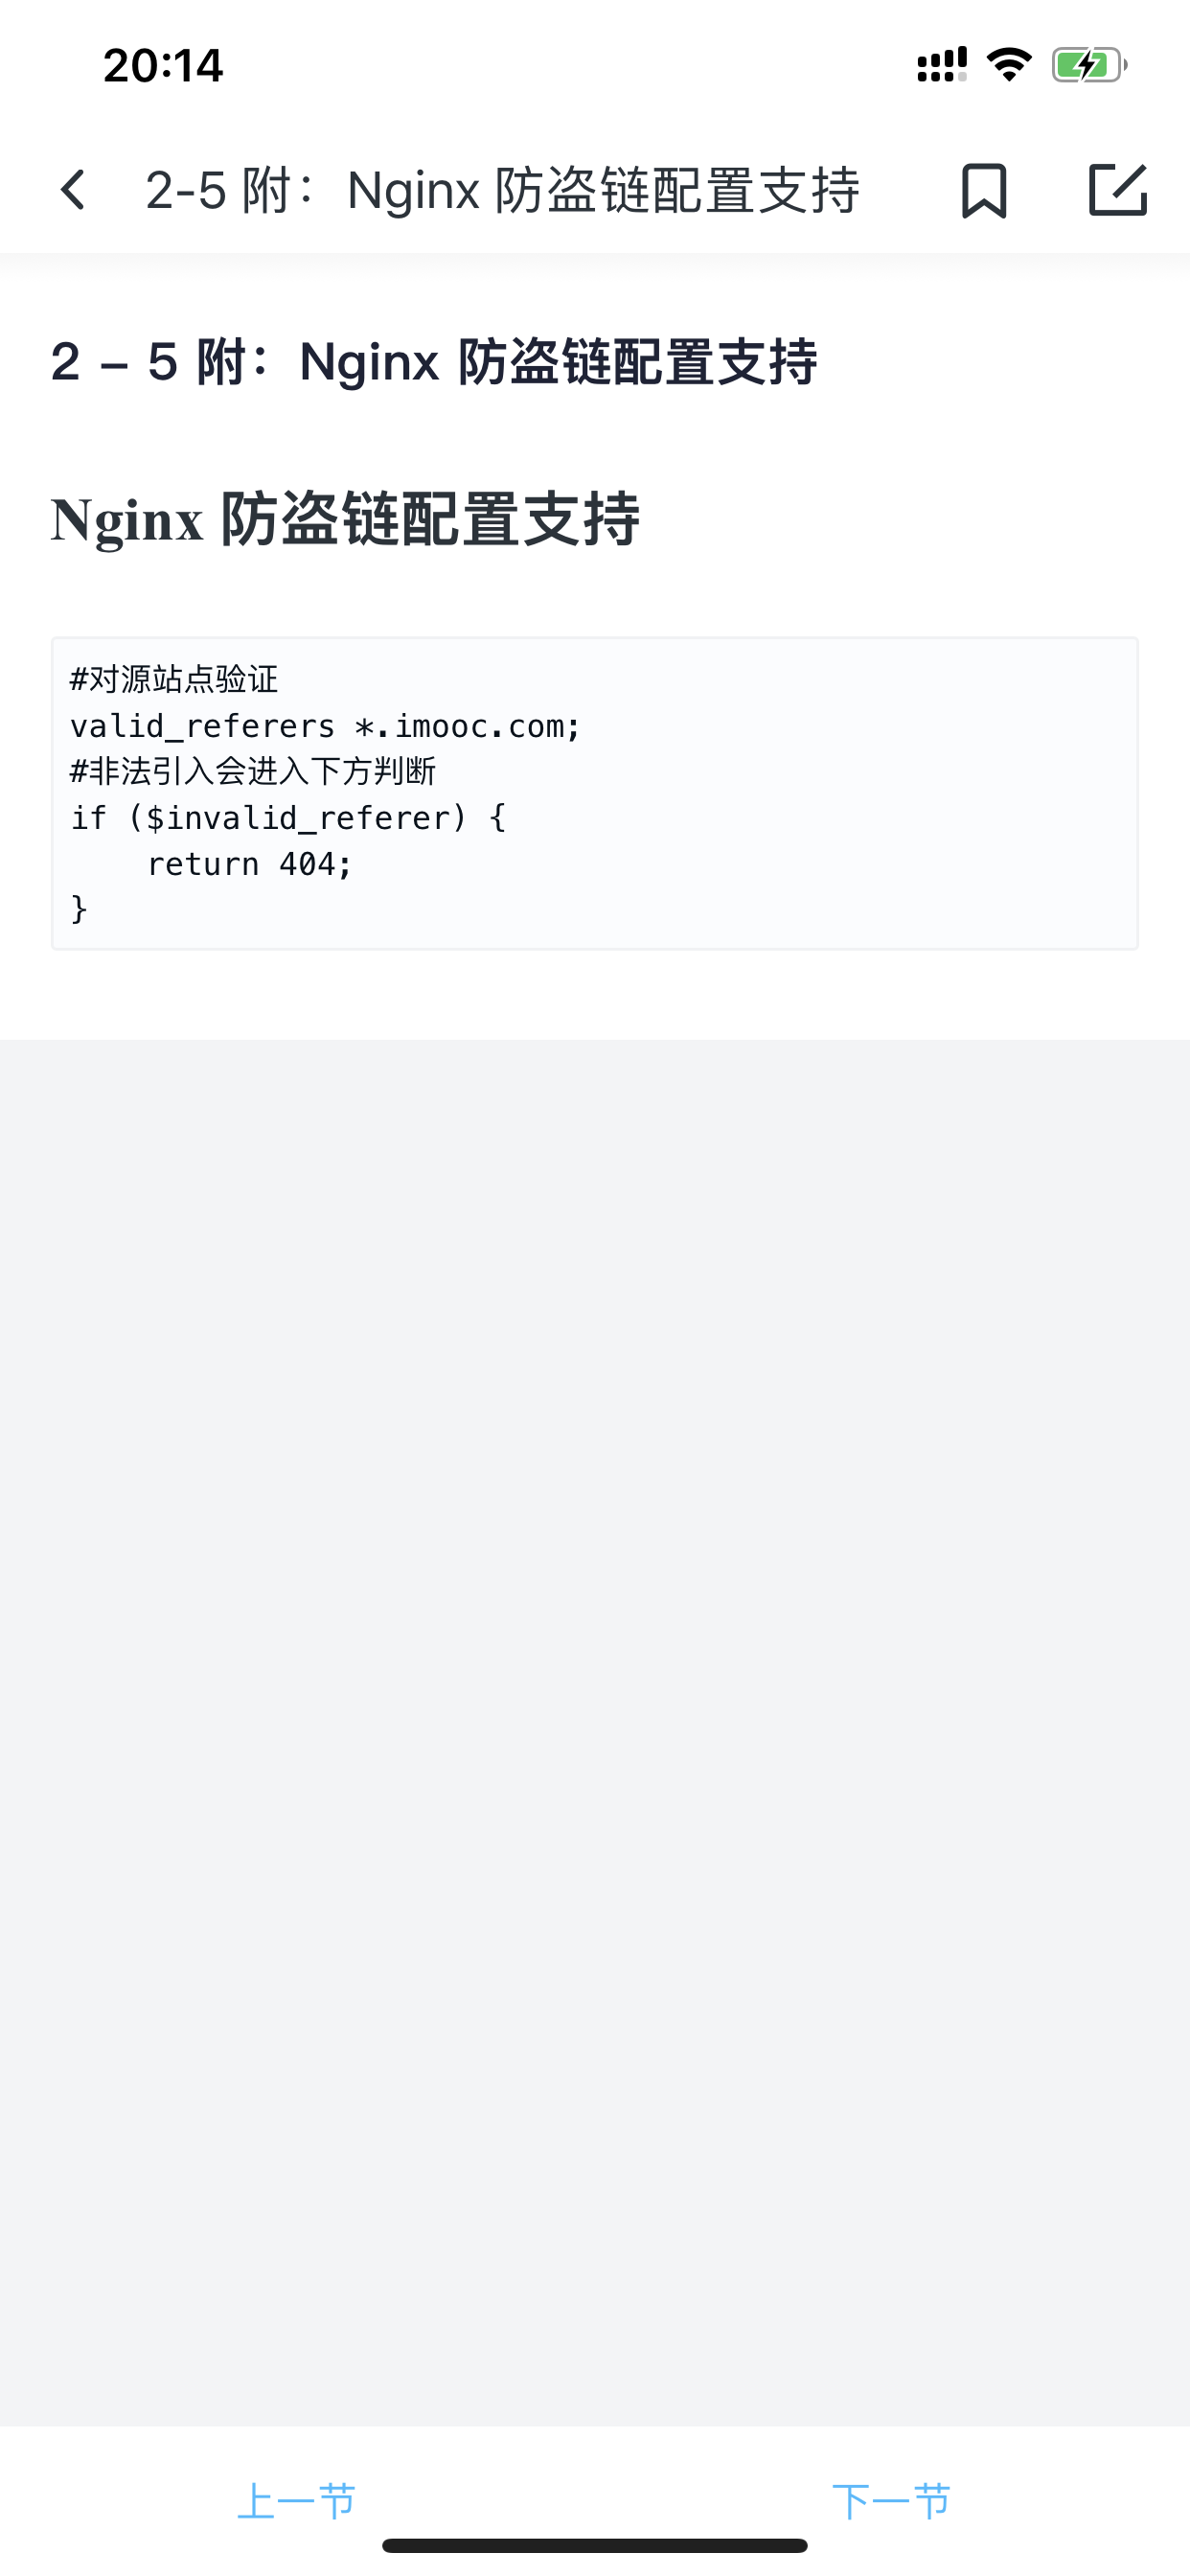 20:14
2-5 附：Nginx 防盗链配置支持
2 – 5 附：Nginx 防盗链配置支持
Nginx 防盗链配置支持
#对源站点验证
valid_referers *.imooc.com;
#非法引入会进入下方判断
if ($invalid_referer) {
    return 404;
}
上一节
下一节